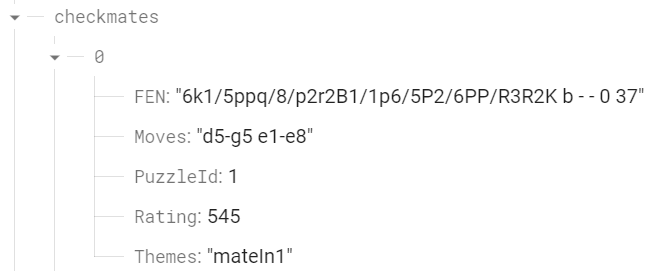 checkmates
0
FEN: "6k1/5ppq/8/p2r2B1/1p6/5P2/6PP/R3R2K b - - 0 37"
Moves: "d5-g5 e1-e8"
PuzzleId: 1
Rating: 545
Themes: "mateIn1"